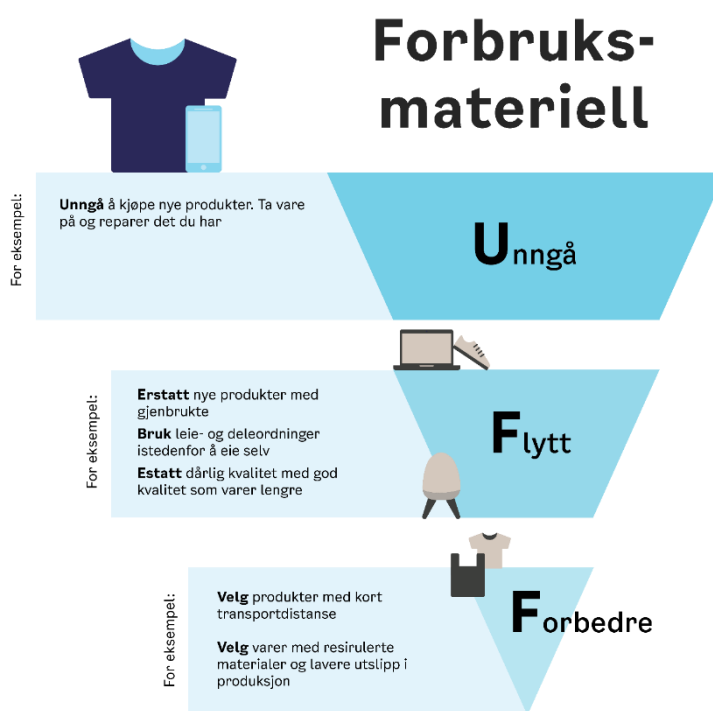 Forbruks-
materiell
For eksempel:
Unngå å kjøpe nye produkter. Ta vare
på og reparer det du har
Unngå
For eksempel:
Erstatt nye produkter med
gjenbrukte
Bruk leie- og deleordninger
istedenfor å eie selv
Estatt dårlig kvalitet med god
kvalitet som varer lengre
Flytt
For eksempel:
Velg produkter med kort
transportdistanse
Velg varer med resirulerte
materialer og lavere utslipp i
produksjon
Forbedre